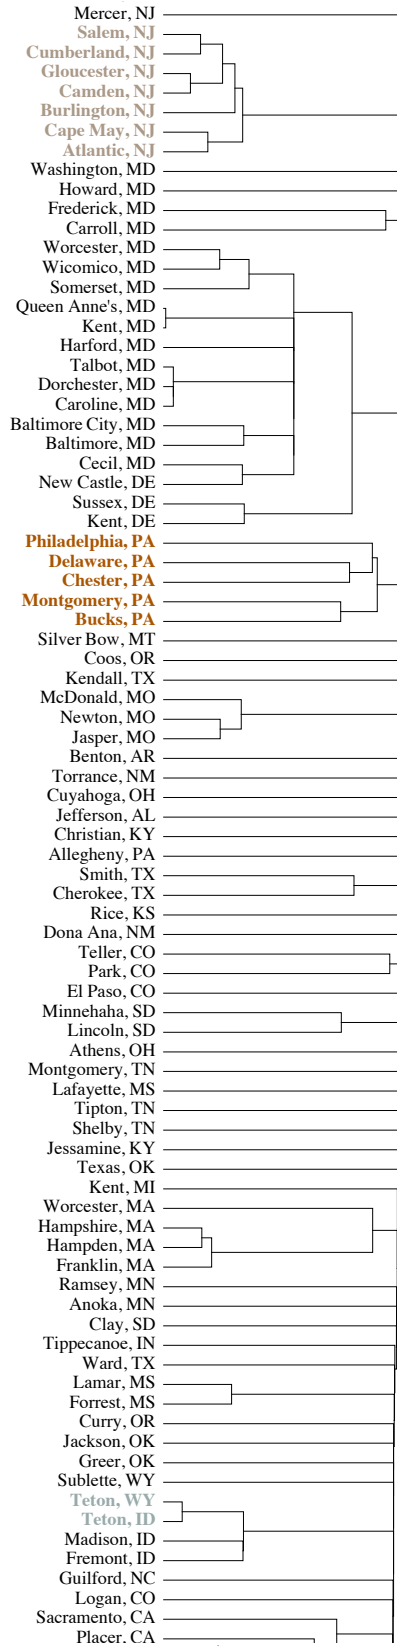 Mercer, NJ
Salem, NJ
Cumberland, NJ
Gloucester, NJ
Camden, NJ
Burlington, NJ
Cape May, NJ
Atlantic, NJ
Washington, MD
Howard, MD
Frederick, MD
Carroll, MD
Worcester, MD
Wicomico, MD
Somerset, MD
Queen Anne's, MD
Kent, MD
Harford, MD
Talbot, MD
Dorchester, MD
Caroline, MD
Baltimore City, MD
Baltimore, MD
Cecil, MD
New Castle, DE
Sussex, DE
Kent, DE
Philadelphia, PA
Delaware, PA
Chester, PA
Montgomery, PA
Bucks, PA
Silver Bow, MT
Coos, OR
Kendall, TX
McDonald, MO
Newton, MO
Jasper, MO
Benton, AR
Torrance, NM
Cuyahoga, OH
Jefferson, AL
Christian, KY
Allegheny, PA
Smith, TX
Cherokee, TX
Rice, KS
Dona Ana, NM
Teller, CO
Park, CO
El Paso, CO
Minnehaha, SD
Lincoln, SD
Athens, OH
Montgomery, TN
Lafayette, MS
Tipton, TN
Shelby, TN
Jessamine, KY
Texas, OK
Kent, MI
Worcester, MA
Hampshire, MA
Hampden, MA
Franklin, MA
Ramsey, MN
Anoka, MN
Clay, SD
Tippecanoe, IN
Ward, TX
Lamar, MS
Forrest, MS
Curry, OR
Jackson, OK
Greer, OK
Sublette, WY
Teton, WY
Teton, ID
Madison, ID
Fremont, ID
Guilford, NC
Logan, CO
Sacramento, CA
Placer, CA